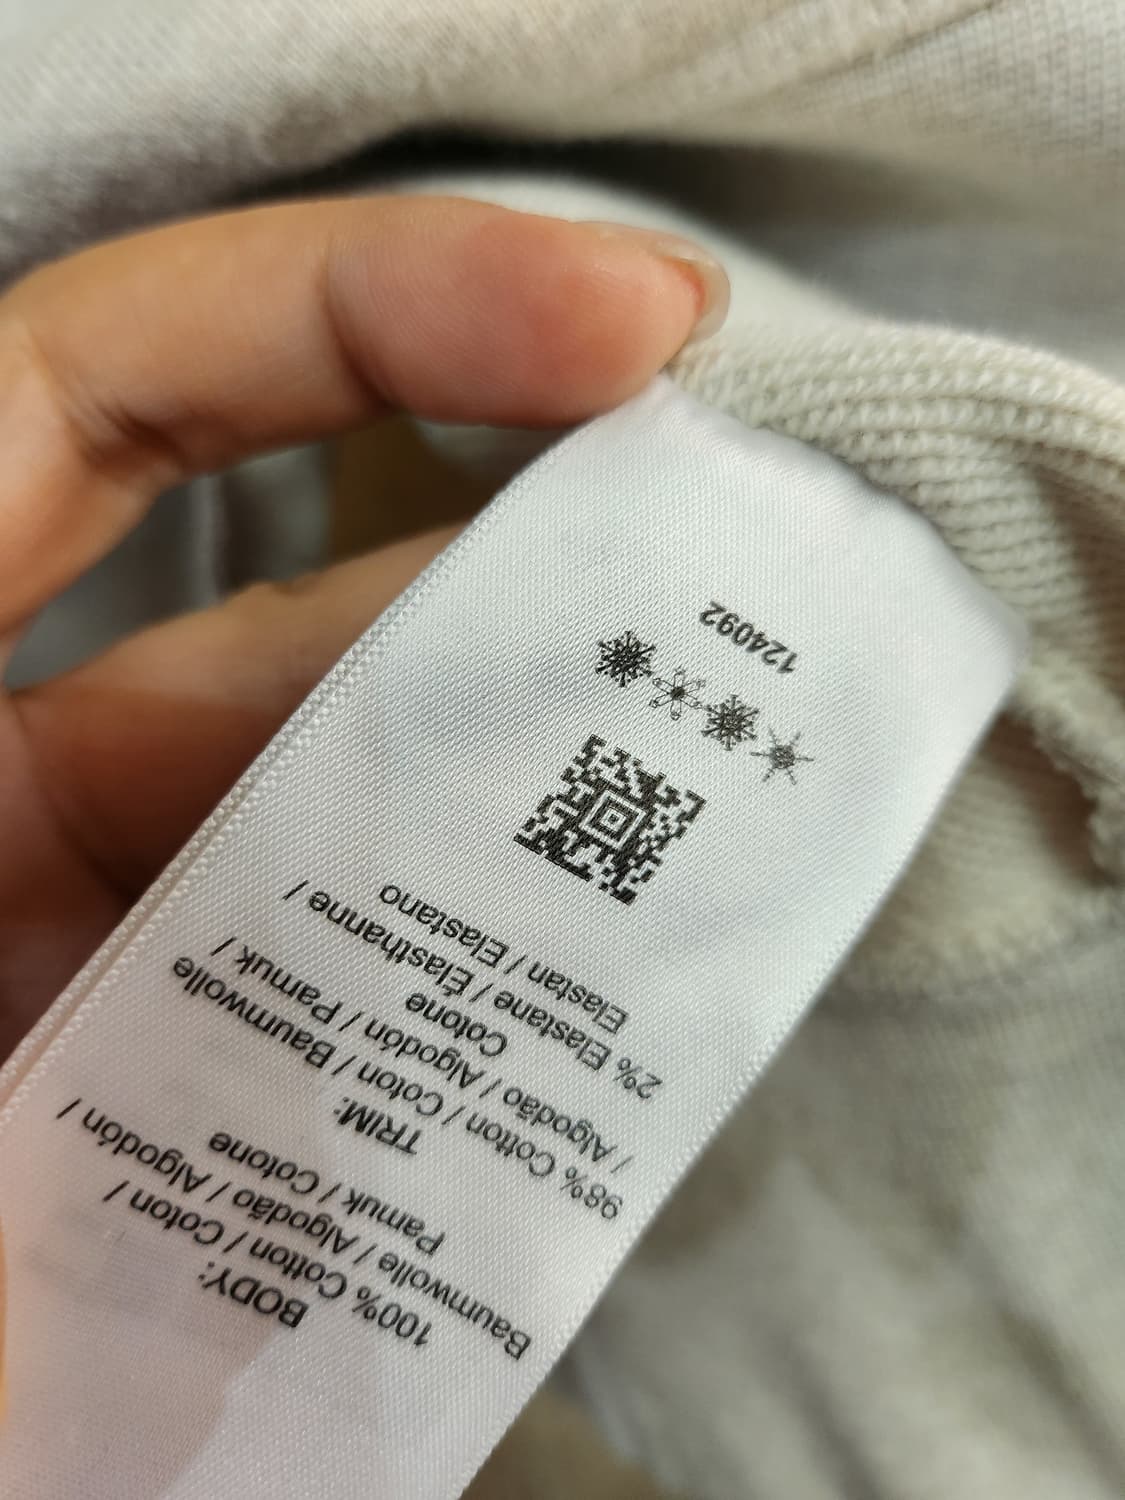 BODY:
100% Cotton / Coton /
Baumwolle / Algodão / Algodón /
Pamuk / Cotone
TRIM:
98% Cotton / Coton / Baumwolle
/ Algodão / Algodón / Pamuk /
Cotone
2% Elastane / Élasthanne /
Elastan / Elastano
124092